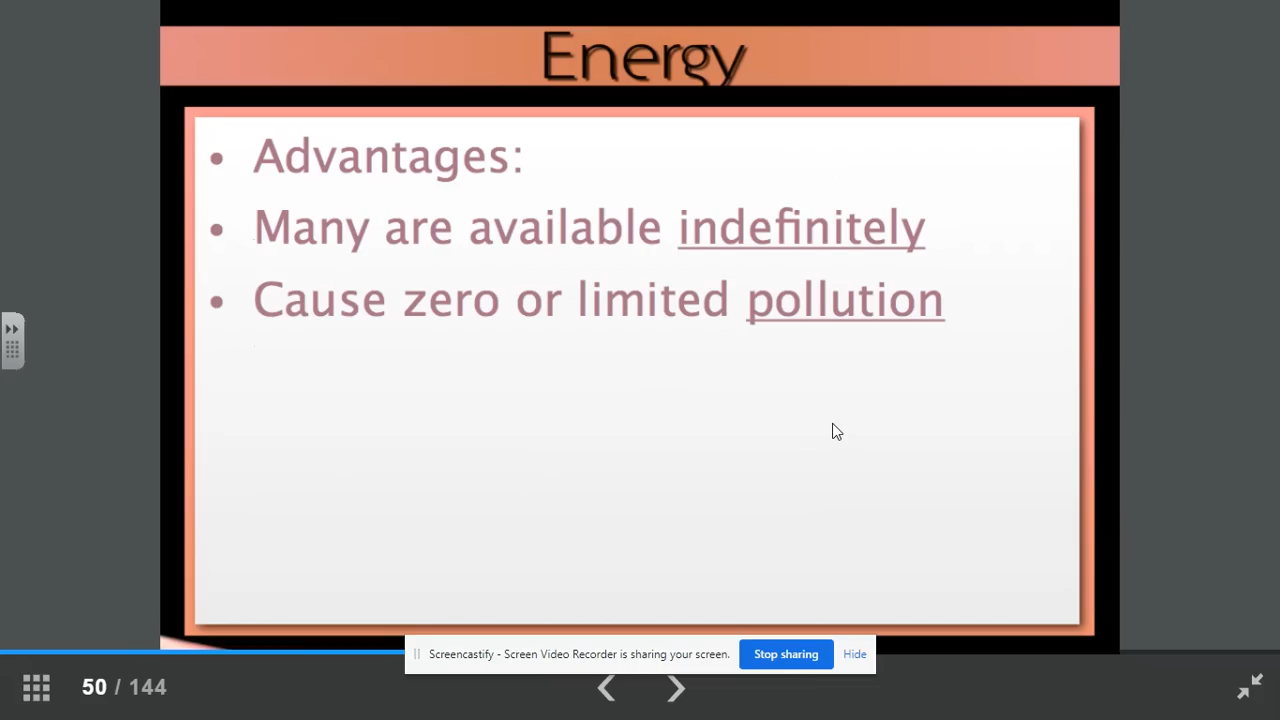 Energy
• Advantages:
• Many are available indefinitely
• Cause zero or limited pollution
Screencastify - Screen Video Recorder is sharing your screen.
Stop sharing
Hide
50 / 144